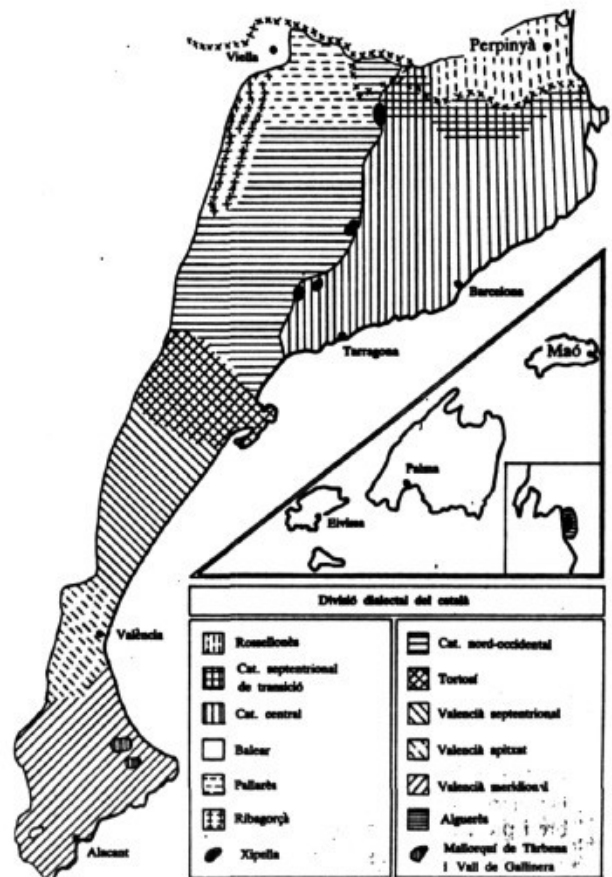 Viella
Perpinyà
Barcelona
Tarragona
Maó
Palma
Eivissa
València
Alacant
Divisió dialectal del català
Rossellonès
Cat. septentrional
de transició
Cat. central
Balear
Pallarès
Ribagorçà
Xipella
Cat. nord-occidental
Tortosí
Valencià septentrional
Valencià apitxat
Valencià meridional
Alguerès
Mallorquí de Tàrbena
i Vall de Gallinera